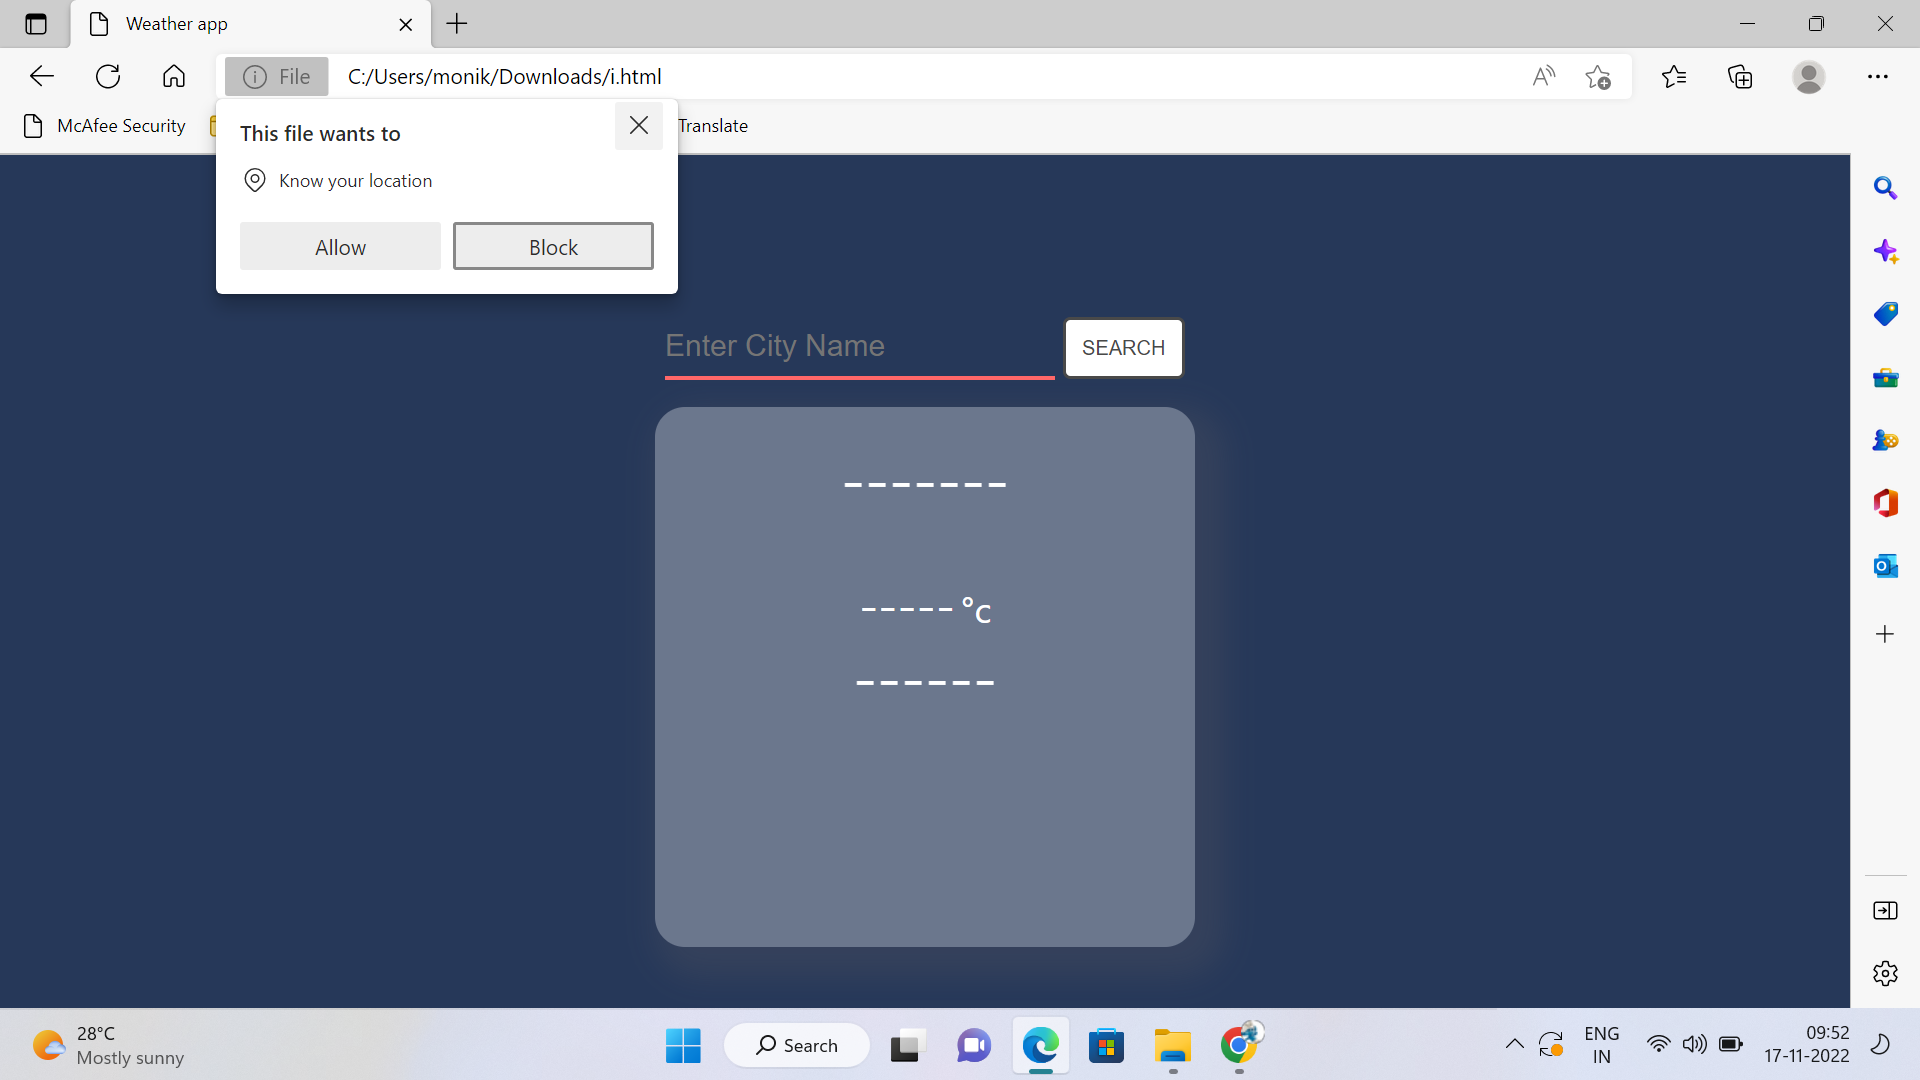 Weather app
File
C:/Users/monik/Downloads/i.html
McAfee Security
Translate
This file wants to
Know your location
Allow
Block
Enter City Name
SEARCH
-------
-----°c
------
28°C
Mostly sunny
Search
ENG
IN
09:52
17-11-2022